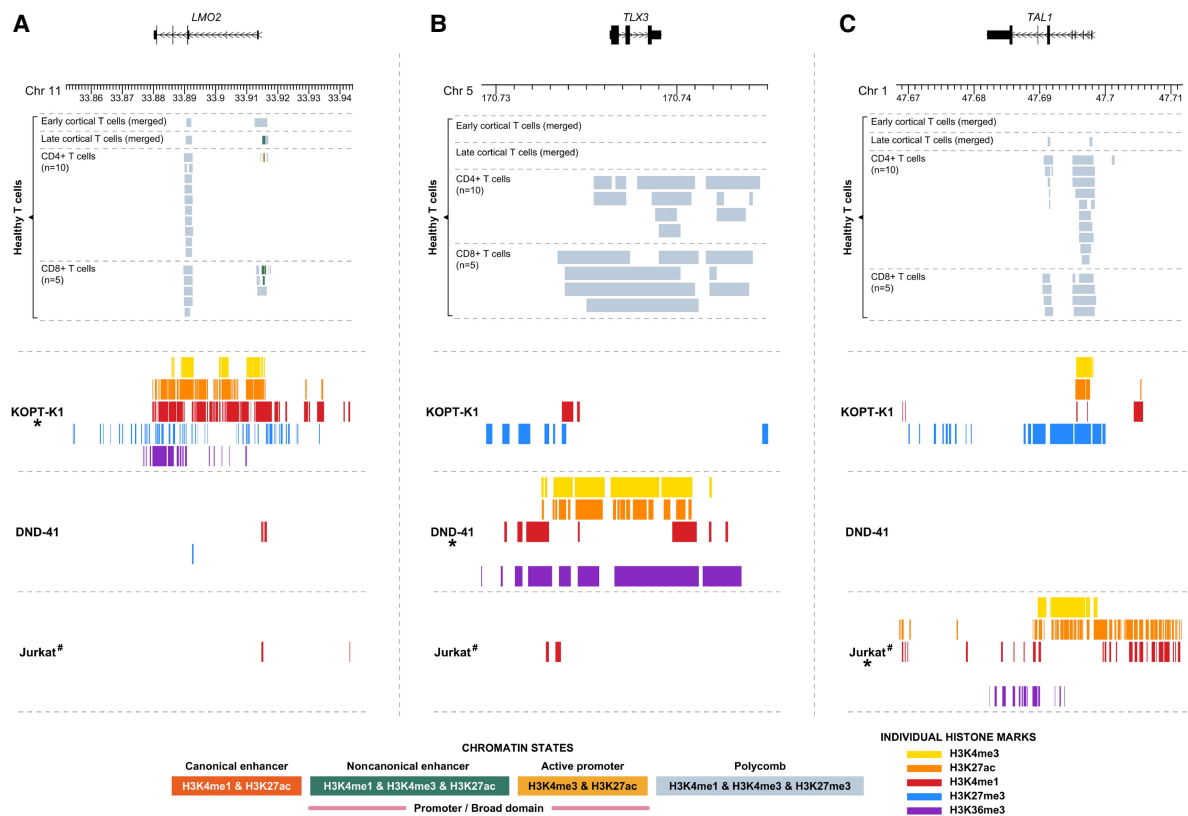 A
LMO2
Chr 11
33.86 33.87 33.88 33.89 33.9 33.91 33.92 33.93 33.94
Healthy T cells
Early cortical T cells (merged)
Late cortical T cells (merged)
CD4+ T cells
(n=10)
CD8+ T cells
(n=5)
KOPT-K1
*
DND-41
Jurkat#
B
TLX3
Chr 5
170.73 170.74
Healthy T cells
Early cortical T cells (merged)
Late cortical T cells (merged)
CD4+ T cells
(n=10)
CD8+ T cells
(n=5)
KOPT-K1
DND-41
*
Jurkat#
C
TAL1
Chr 1
47.67 47.68 47.69 47.7 47.71
Healthy T cells
Early cortical T cells (merged)
Late cortical T cells (merged)
CD4+ T cells
(n=10)
CD8+ T cells
(n=5)
KOPT-K1
DND-41
Jurkat#
*
CHROMATIN STATES
Canonical enhancer Noncanonical enhancer Active promoter Polycomb
H3K4me1 & H3K27ac H3K4me1 & H3K4me3 & H3K27ac H3K4me3 & H3K27ac H3K4me1 & H3K4me3 & H3K27me3
Promoter / Broad domain
INDIVIDUAL HISTONE MARKS
H3K4me3
H3K27ac
H3K4me1
H3K27me3
H3K36me3